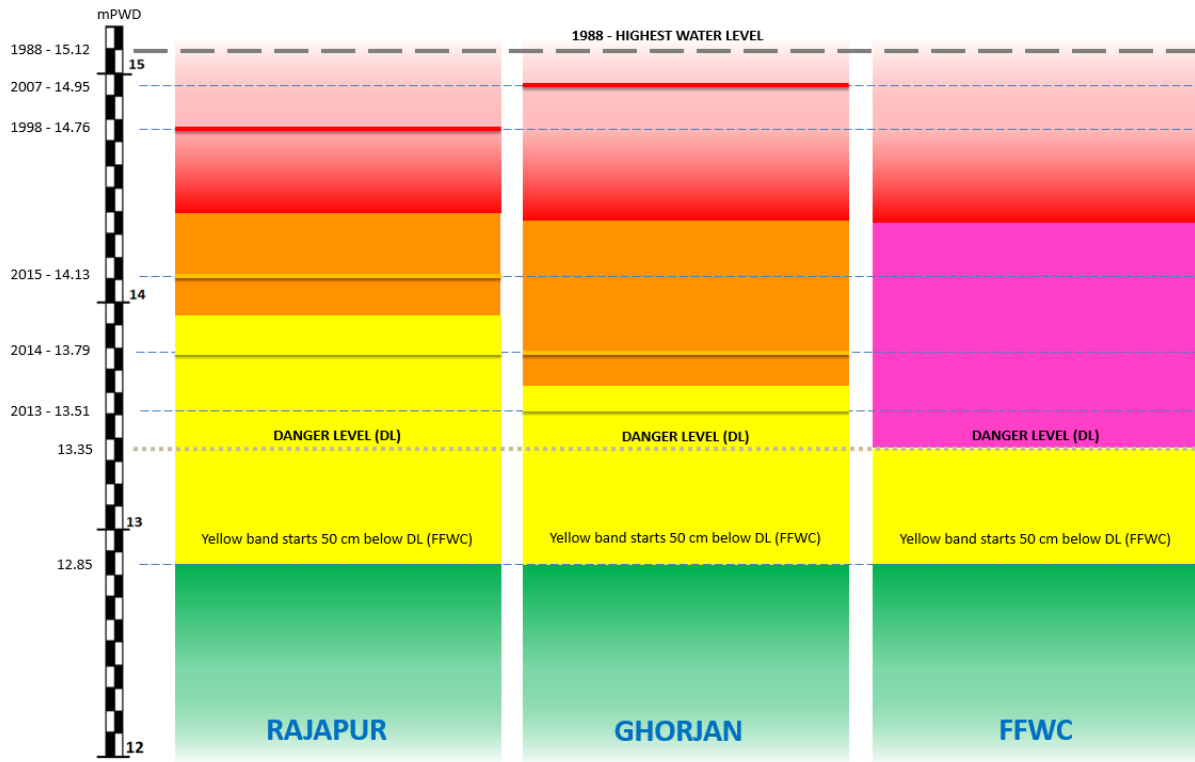 mPWD
1988 - HIGHEST WATER LEVEL
1988 - 15.12
15
2007 - 14.95
1998 - 14.76
2015 - 14.13
14
2014 - 13.79
2013 - 13.51
DANGER LEVEL (DL) DANGER LEVEL (DL) DANGER LEVEL (DL)
13.35
13
Yellow band starts 50 cm below DL (FFWC) Yellow band starts 50 cm below DL (FFWC) Yellow band starts 50 cm below DL (FFWC)
12.85
RAJAPUR GHORJAN FFWC
12